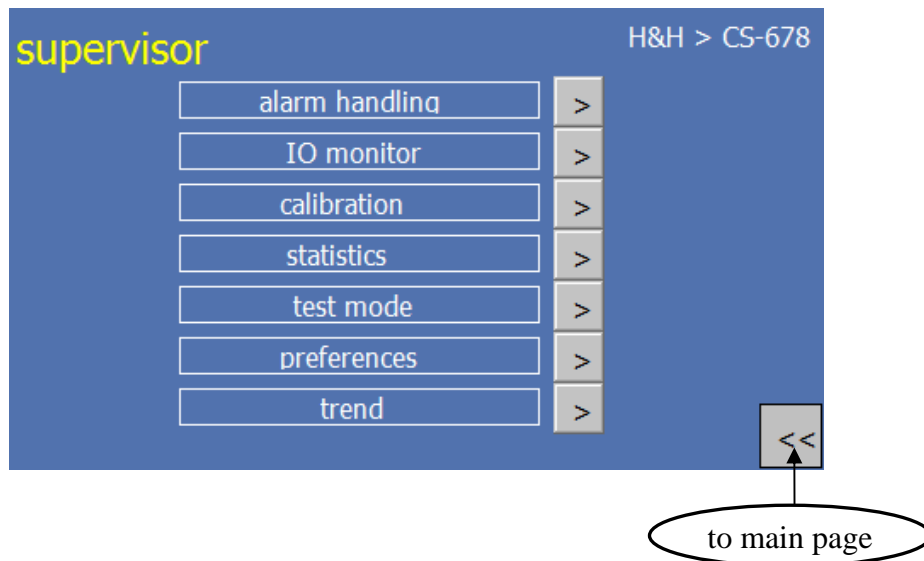 supervisor
H&H > CS-678
alarm handling >
IO monitor >
calibration >
statistics >
test mode >
preferences >
trend >
<<
to main page